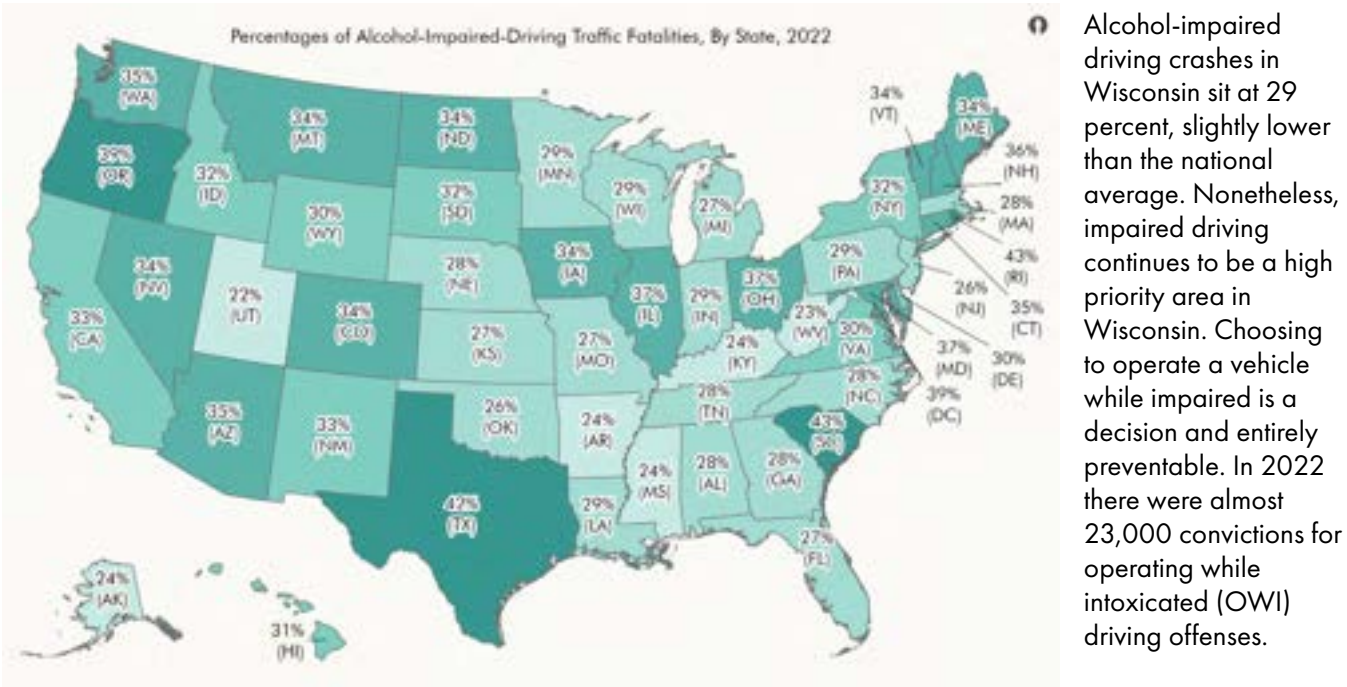 Percentages of Alcohol-Impaired-Driving Traffic Fatalities, By State, 2022
35%
(WA)
34%
(MT)
34%
(ND)
29%
(MN)
34%
(VT)
34%
(ME)
39%
(OR)
32%
(ID)
30%
(WY)
32%
(SD)
29%
(WI)
27%
(MI)
32%
(NY)
36%
(NH)
28%
(MA)
43%
(RI)
35%
(CT)
33%
(CA)
34%
(NV)
22%
(UT)
34%
(CO)
28%
(NE)
34%
(IA)
37%
(IL)
29%
(IN)
37%
(OH)
29%
(PA)
26%
(NJ)
27%
(KS)
27%
(MO)
24%
(KY)
23%
(WV)
30%
(VA)
37%
(MD)
30%
(DE)
39%
(DC)
35%
(AZ)
33%
(NM)
26%
(OK)
24%
(AR)
28%
(TN)
28%
(NC)
43%
(SC)
42%
(TX)
29%
(LA)
24%
(MS)
28%
(AL)
28%
(GA)
27%
(FL)
24%
(AK)
31%
(HI)
Alcohol-impaired
driving crashes in
Wisconsin sit at 29
percent, slightly lower
than the national
average. Nonetheless,
impaired driving
continues to be a high
priority area in
Wisconsin. Choosing
to operate a vehicle
while impaired is a
decision and entirely
preventable. In 2022
there were almost
23,000 convictions for
operating while
intoxicated (OWI)
driving offenses.